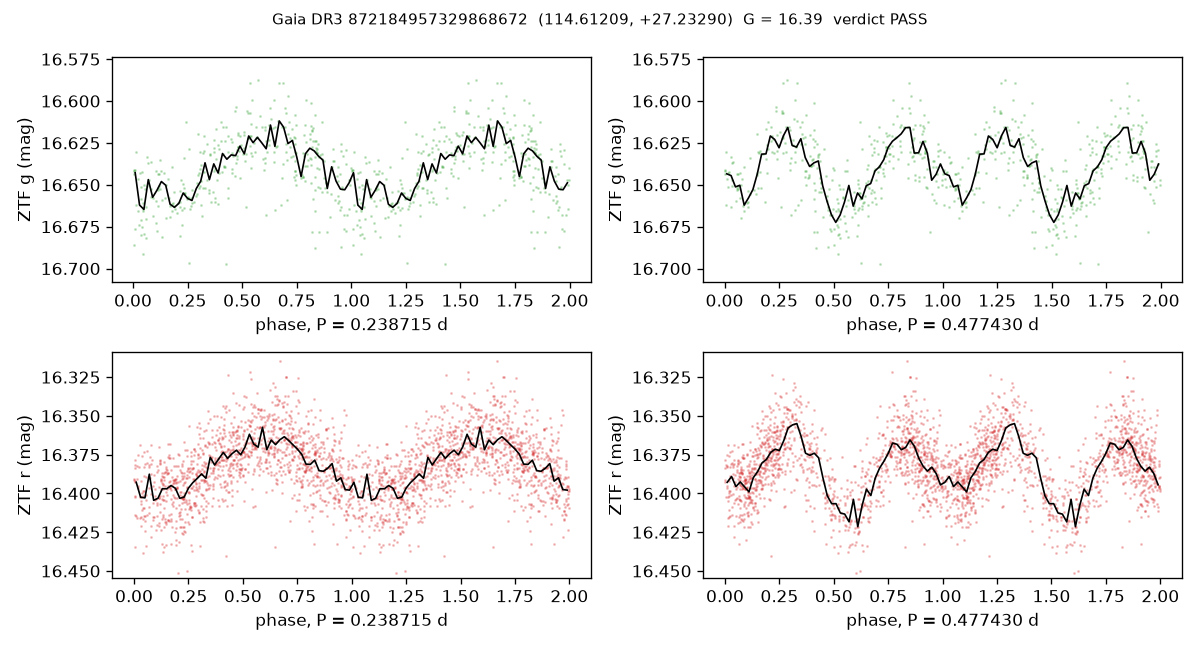 Gaia DR3 872184957329868672 (114.61209, +27.23290) G = 16.39 verdict PASS
ZTF g (mag)
16.575
16.600
16.625
16.650
16.675
16.700
0.00 0.25 0.50 0.75 1.00 1.25 1.50 1.75 2.00
phase, P = 0.238715 d
ZTF g (mag)
16.575
16.600
16.625
16.650
16.675
16.700
0.00 0.25 0.50 0.75 1.00 1.25 1.50 1.75 2.00
phase, P = 0.477430 d
ZTF r (mag)
16.325
16.350
16.375
16.400
16.425
16.450
0.00 0.25 0.50 0.75 1.00 1.25 1.50 1.75 2.00
phase, P = 0.238715 d
ZTF r (mag)
16.325
16.350
16.375
16.400
16.425
16.450
0.00 0.25 0.50 0.75 1.00 1.25 1.50 1.75 2.00
phase, P = 0.477430 d